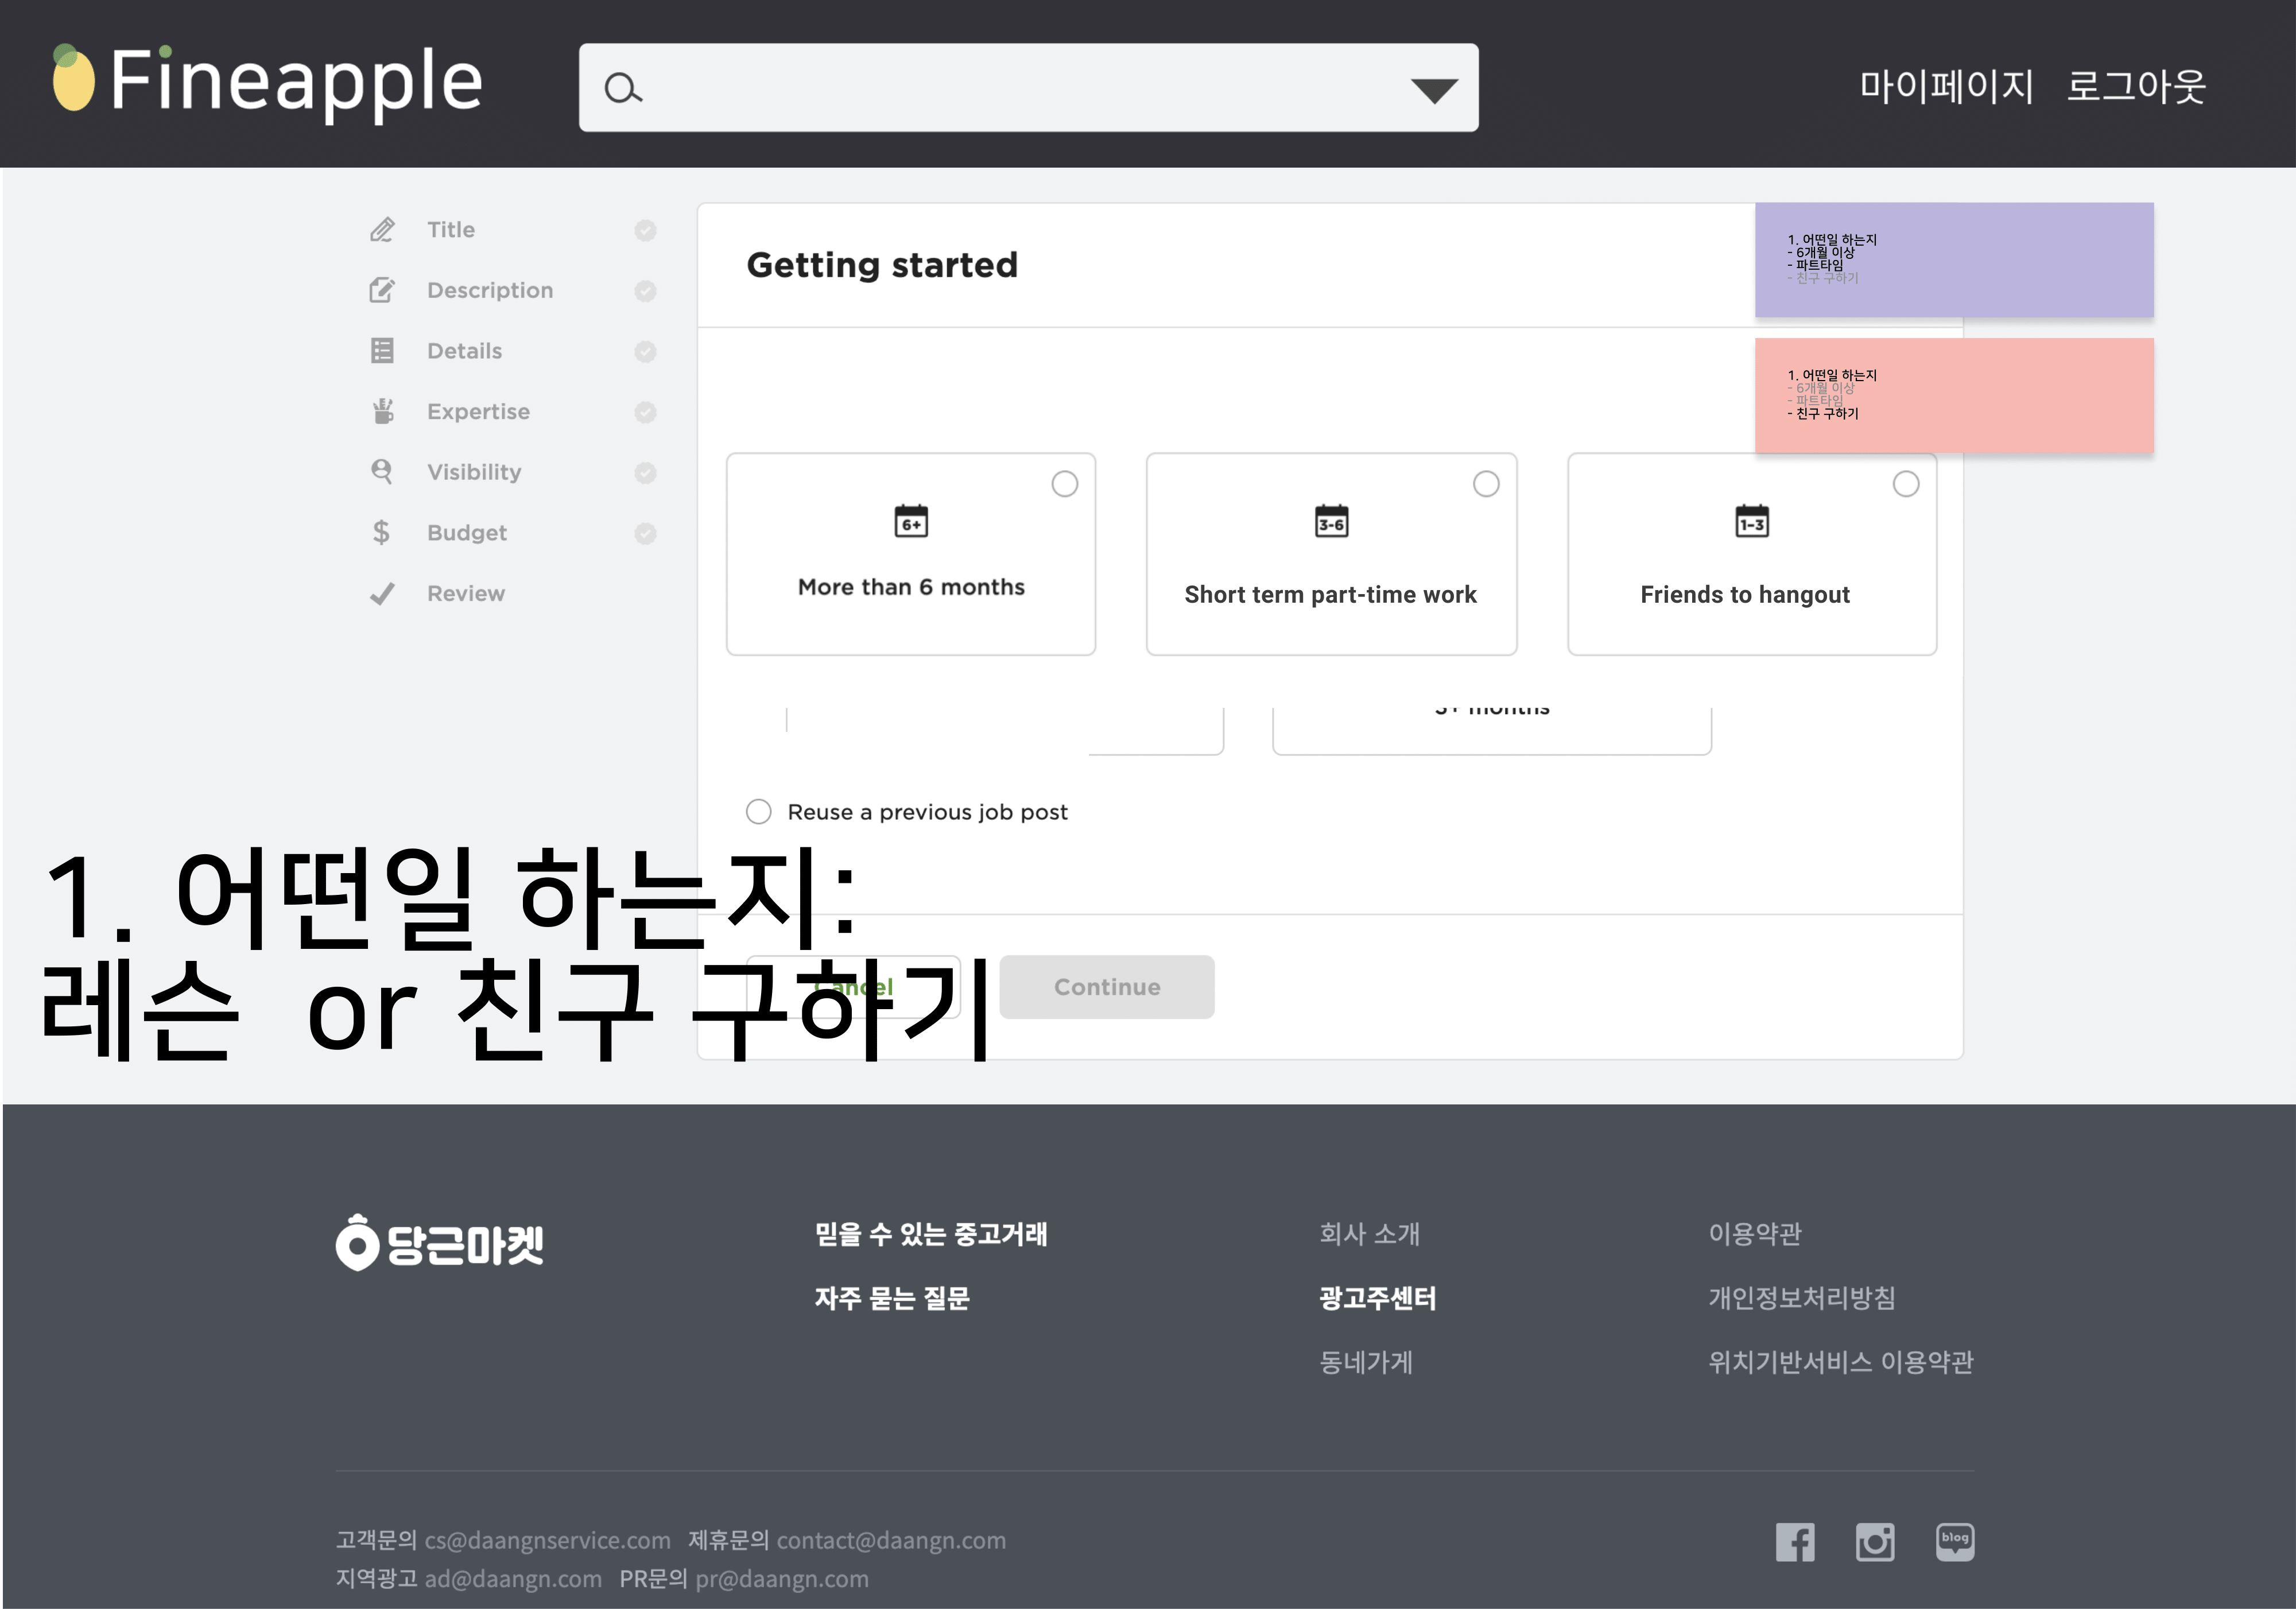 Fineapple
마이페이지 로그아웃
Title
Description
Details
Expertise
Visibility
Budget
Review
Getting started
1. 어떤일 하는지
- 6개월 이상
- 파트타임
- 친구 구하기
1. 어떤일 하는지
- 6개월 이상
- 파트타임
- 친구 구하기
6+
More than 6 months
3-6
Short term part-time work
1-3
Friends to hangout
3+ months
Reuse a previous job post
1. 어떤일 하는지:
레슨 or 친구 구하기
Cancel
Continue
당근마켓
믿을 수 있는 중고거래
자주 묻는 질문
회사 소개
광고주센터
동네가게
이용약관
개인정보처리방침
위치기반서비스 이용약관
고객문의 cs@daangnservice.com 제휴문의 contact@daangn.com
지역광고 ad@daangn.com PR문의 pr@daangn.com
blog